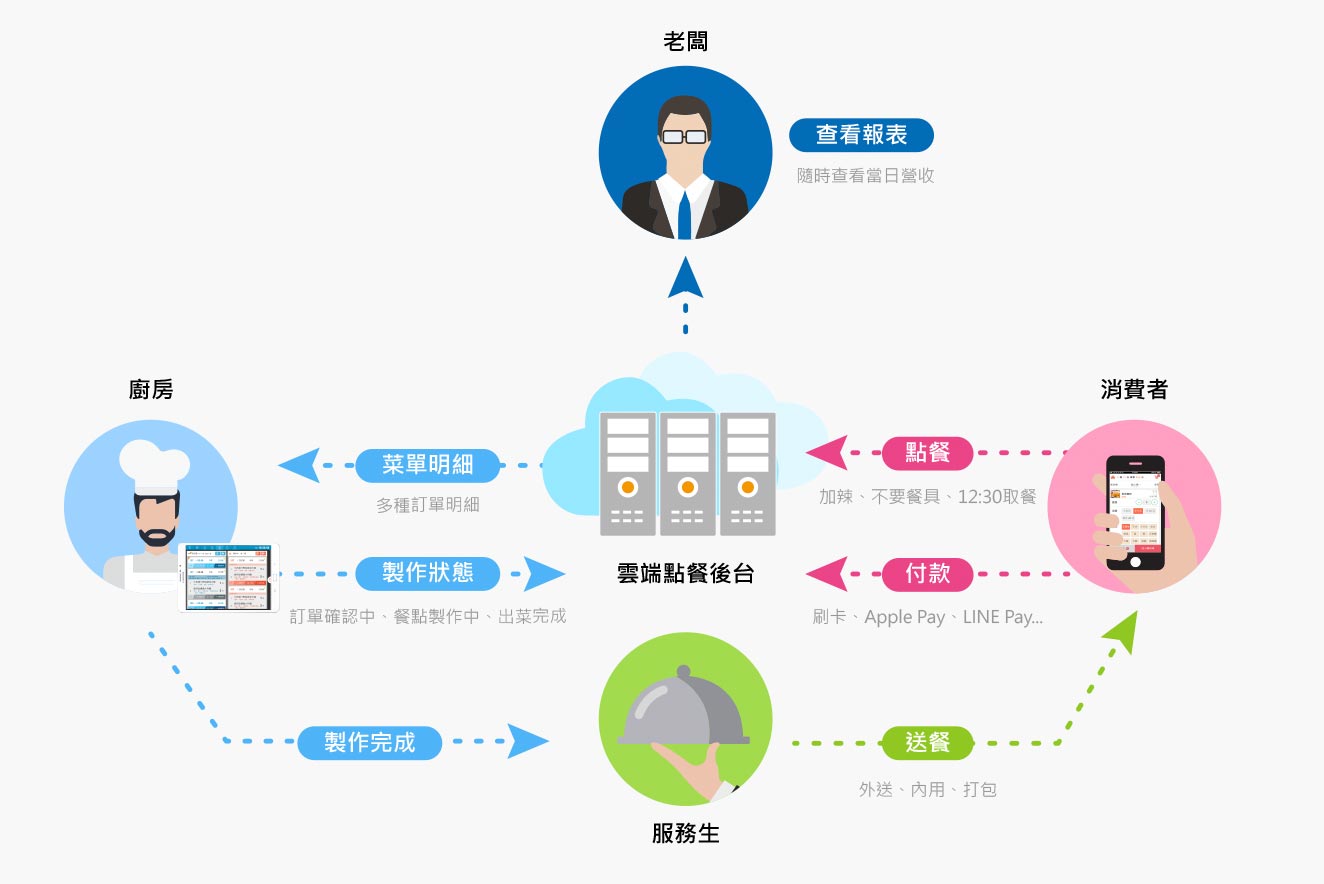 老闆
查看報表
隨時查看當日營收
廚房
消費者
菜單明細
多種訂單明細
點餐
加辣、不要餐具、12:30取餐
製作狀態
訂單確認中、餐點製作中、出菜完成
雲端點餐後台
付款
刷卡、Apple Pay、LINE Pay...
製作完成
送餐
外送、內用、打包
服務生